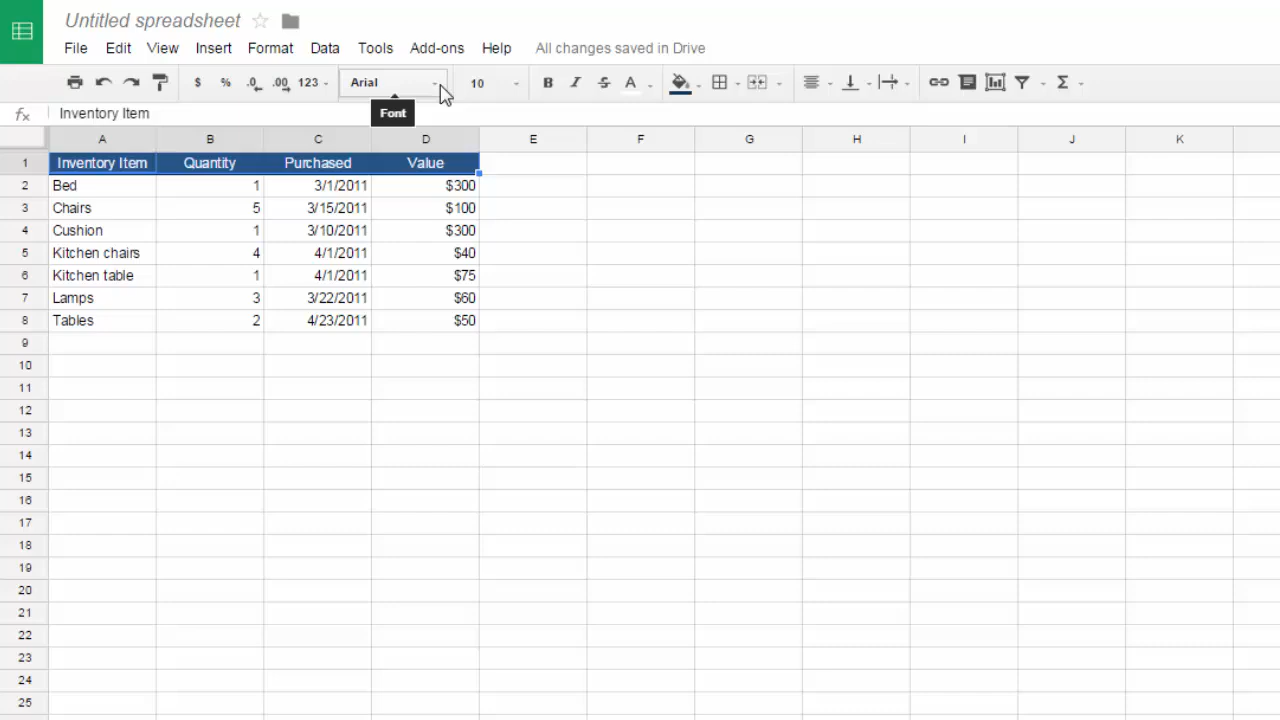 Untitled spreadsheet
File Edit View Insert Format Data Tools Add-ons Help All changes saved in Drive
$ % .0 .00 123 Arial 10 B I S A Σ
Font
fx Inventory Item
A B C D E F G H I J K
1 Inventory Item Quantity Purchased Value
2 Bed 1 3/1/2011 $300
3 Chairs 5 3/15/2011 $100
4 Cushion 1 3/10/2011 $300
5 Kitchen chairs 4 4/1/2011 $40
6 Kitchen table 1 4/1/2011 $75
7 Lamps 3 3/22/2011 $60
8 Tables 2 4/23/2011 $50
9
10
11
12
13
14
15
16
17
18
19
20
21
22
23
24
25